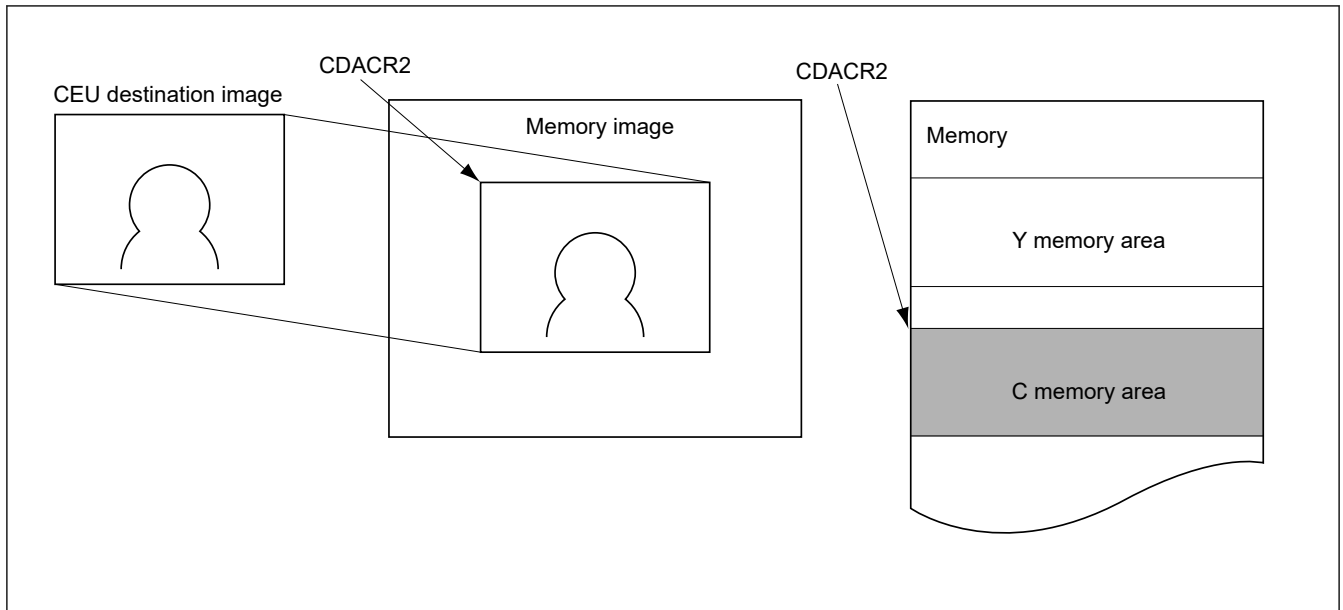 CDACR2
CDACR2
CEU destination image
Memory image
Memory
Y memory area
C memory area